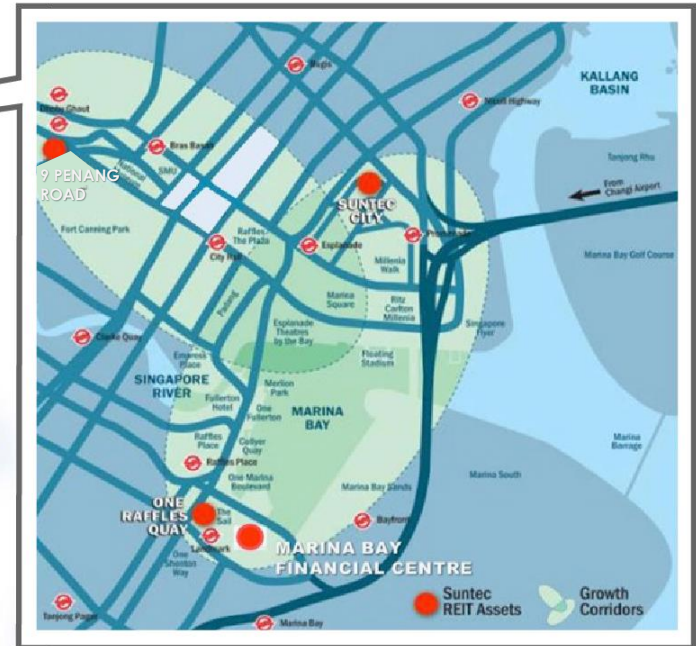 KALLANG
BASIN
Bugis
Nicoll Highway
Dhoby Ghaut
Bras Basah
Tanjong Rhu
From
Changi Airport
9 PENANG
ROAD
National
SMU
SUNTEC
CITY
Fort Canning Park
Raffles
The Plaza
City Hall
Esplanade
Promenade
Marina Bay Golf Course
Millenia
Walk
Padang
Marina
Square
Ritz
Carlton
Millenia
Singapore
Flyer
Clarke Quay
Esplanade
Theatres
by the Bay
Floating
Stadium
Empress
Place
SINGAPORE
RIVER
Merlion
Park
Fullerton
Hotel
One
Fullerton
MARINA
BAY
Raffles
Place
Collyer
Quay
Marina
Barrage
Raffles Place
One Marina
Boulevard
Marina Bay Sands
Marina South
ONE
RAFFLES
QUAY
The
Sail
Bayfront
Landmark
MARINA BAY
FINANCIAL CENTRE
One
Shenton
Way
Suntec
REIT Assets
Growth
Corridors
Tanjong Pagar
Marina Bay